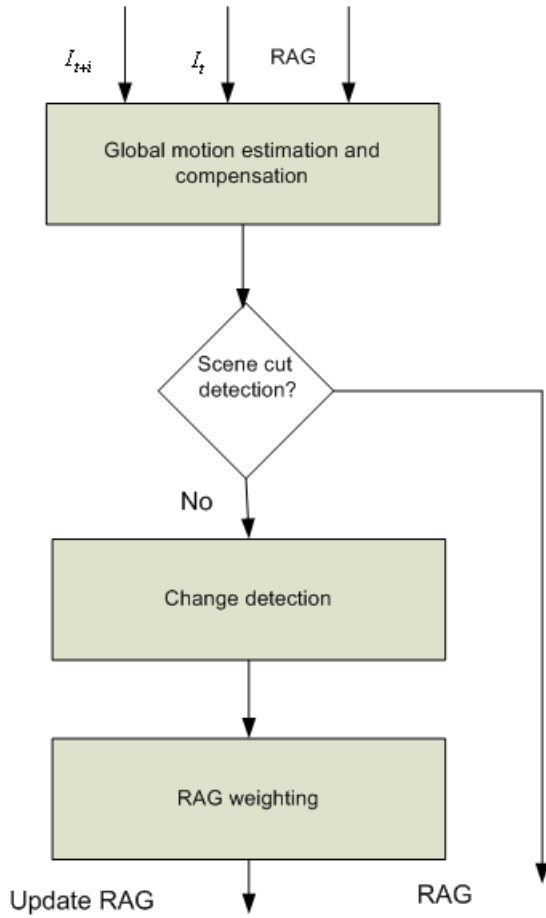 I_{t+i}
I_t
RAG
Global motion estimation and
compensation
Scene cut
detection?
No
Change detection
RAG weighting
Update RAG
RAG